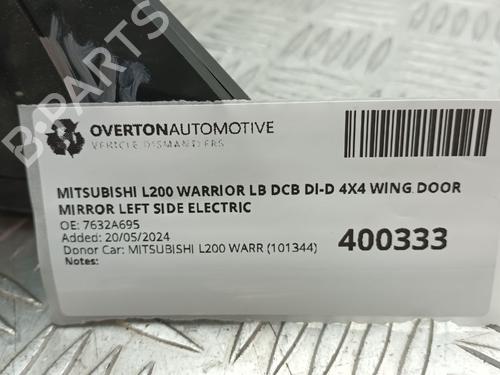 OVERTONAUTOMOTIVE
VEHICLE DISMANTLERS
MITSUBISHI L200 WARRIOR LB DCB DI-D 4X4 WING DOOR
MIRROR LEFT SIDE ELECTRIC
OE: 7632A695
Added: 20/05/2024
Donor Car: MITSUBISHI L200 WARR (101344)
Notes:
400333
B-PARTS